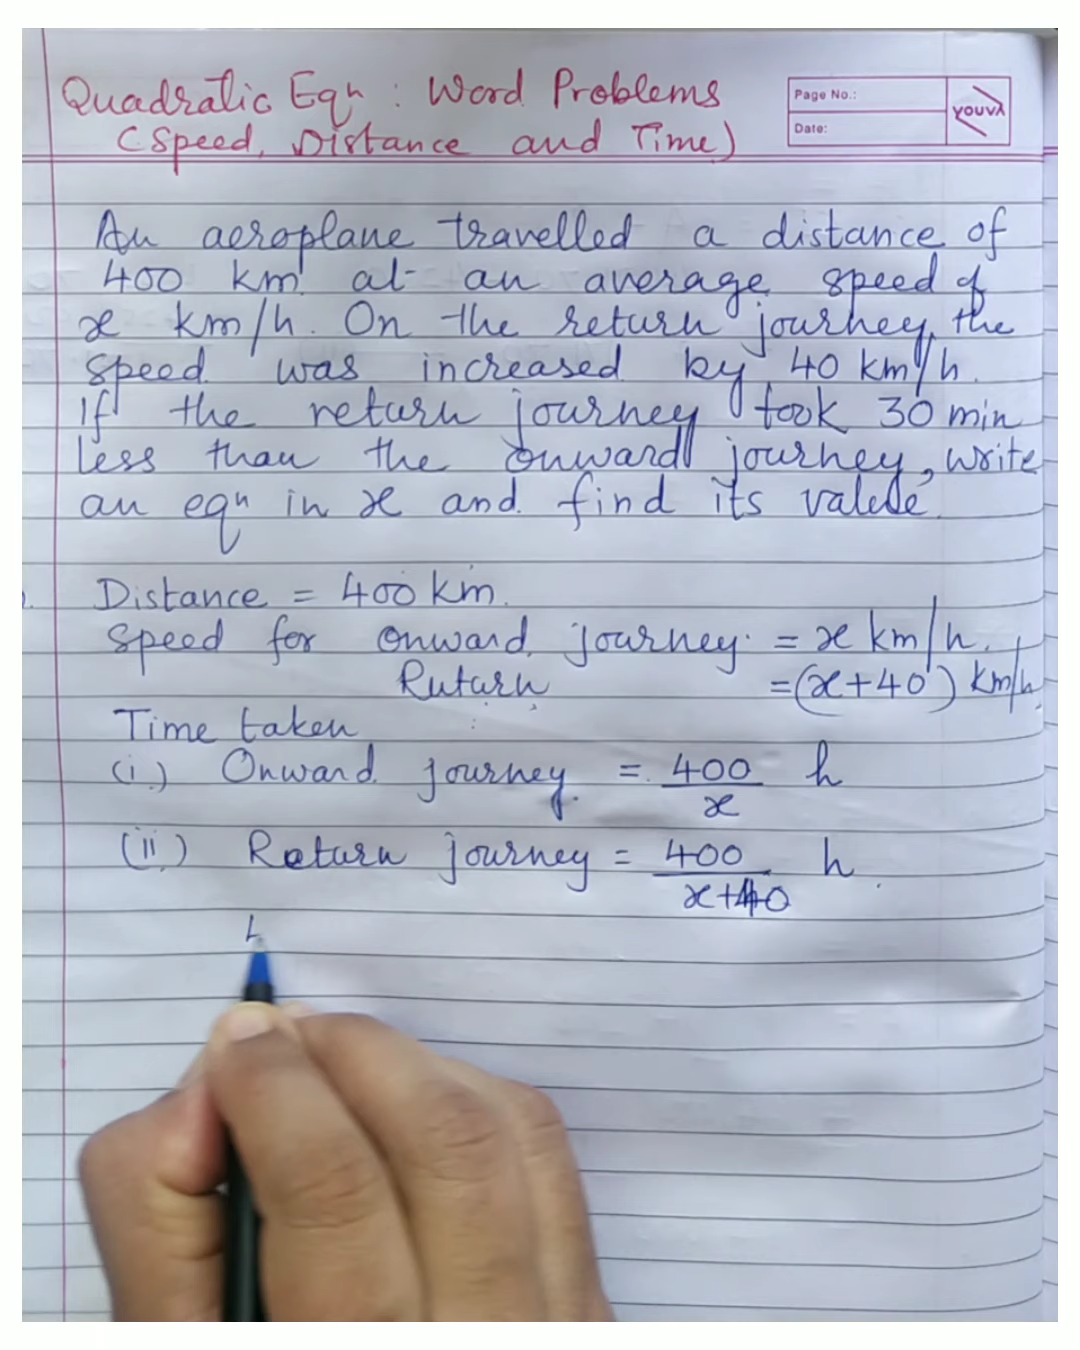 Quadratic Eqn : Word Problems
(Speed, Distance and Time)
Page No.:
Date:
youva
An aeroplane travelled a distance of
400 km at an average speed of
x km/h. On the return journey, the
speed was increased by 40 km/h.
If the return journey took 30 min
less than the onward journey, write
an eqn in x and find its value.
Distance = 400 km.
Speed for onward journey = x km/h.
Ruturn = (x+40) km/h.
Time taken
(i) Onward journey = 400/x h
(ii) Return journey = 400/x+40 h.